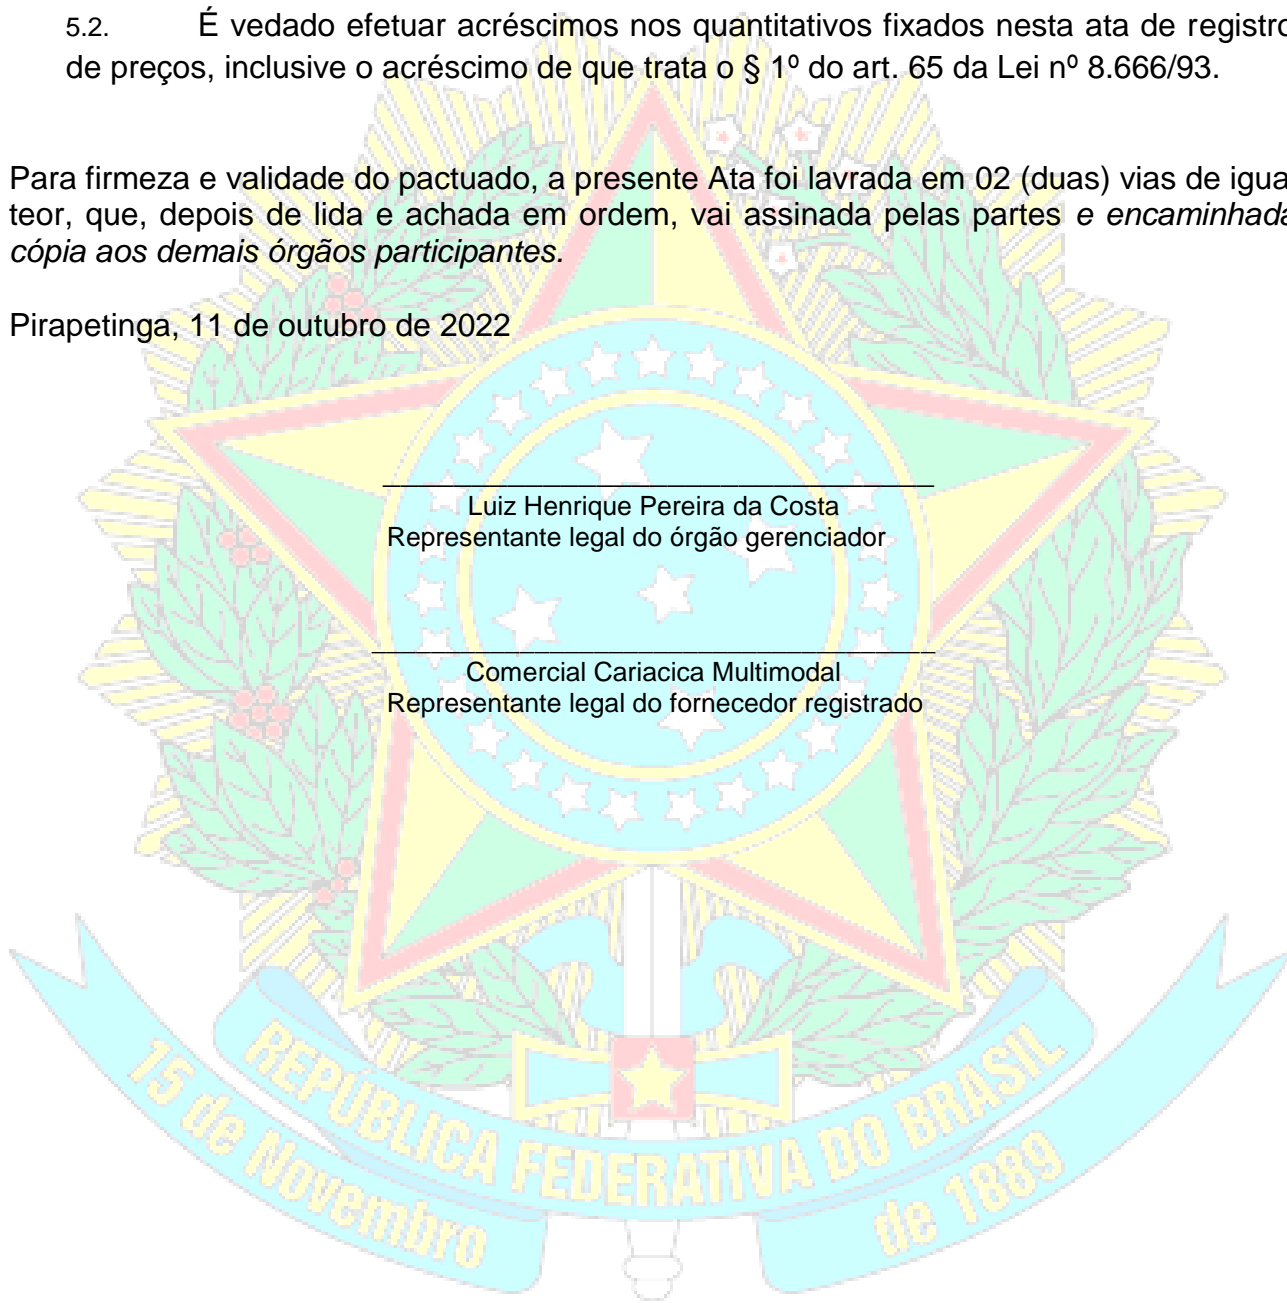 5.2. É vedado efetuar acréscimos nos quantitativos fixados nesta ata de registro
de preços, inclusive o acréscimo de que trata o § 1º do art. 65 da Lei nº 8.666/93.
Para firmeza e validade do pactuado, a presente Ata foi lavrada em 02 (duas) vias de igual
teor, que, depois de lida e achada em ordem, vai assinada pelas partes e encaminhada
cópia aos demais órgãos participantes.
Pirapetinga, 11 de outubro de 2022
Luiz Henrique Pereira da Costa
Representante legal do órgão gerenciador
Comercial Cariacica Multimodal
Representante legal do fornecedor registrado
REPÚBLICA FEDERATIVA DO BRASIL
15 de Novembro de 1889